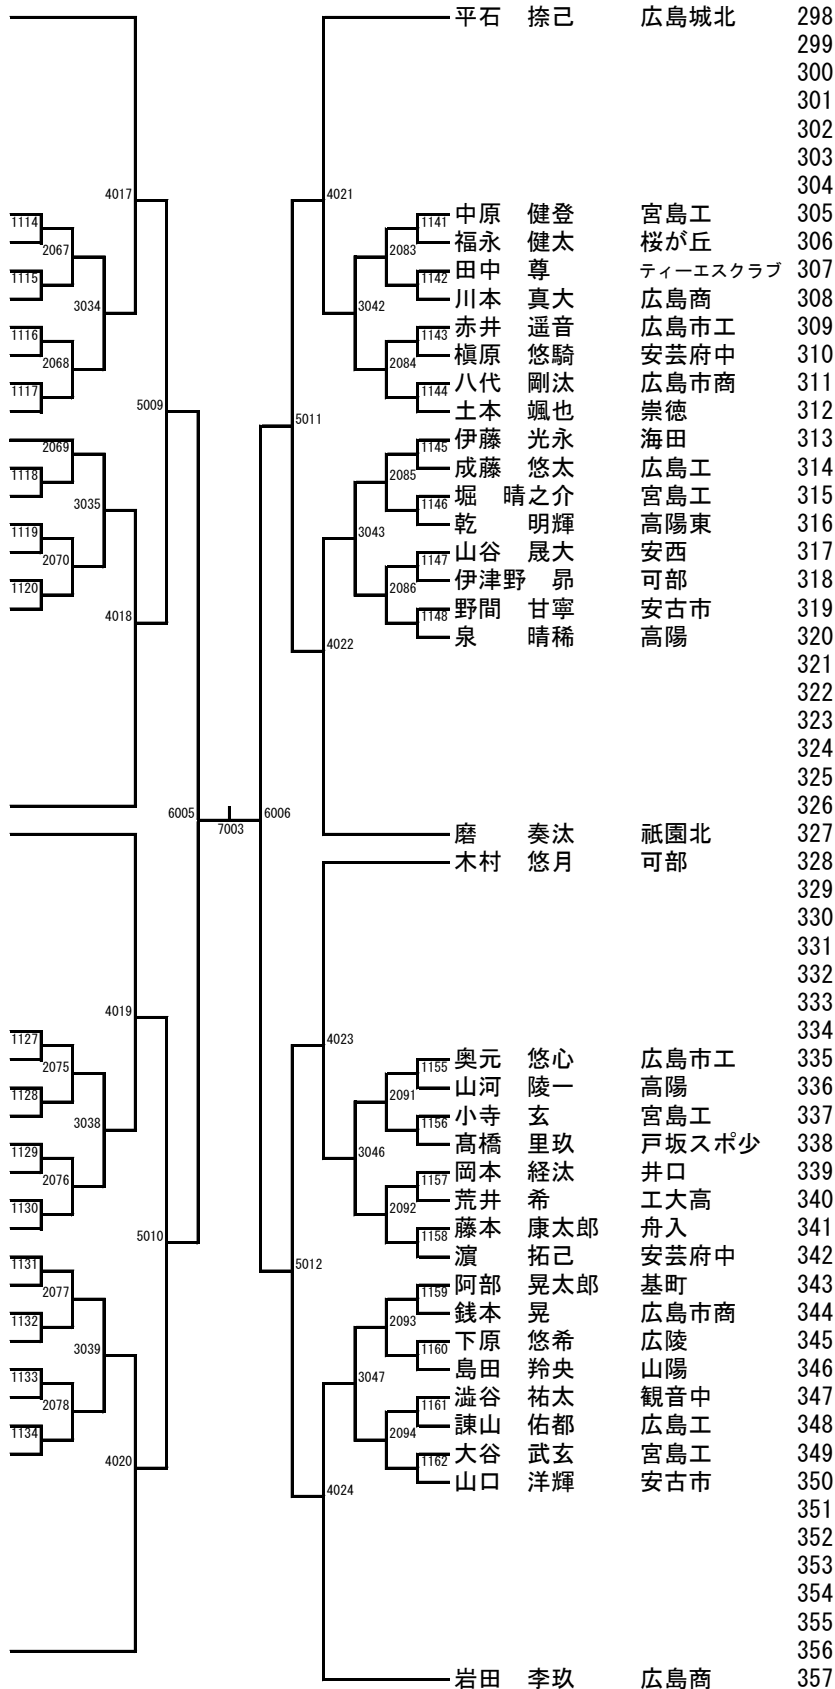 平石 捺己 広島城北 298
299
300
301
302
303
304
4017 4021
1114 1141 中原 健登 宮島工 305
2067 2083 福永 健太 桜が丘 306
1115 1142 田中 尊 ティーエスクラブ 307
3034 3042 川本 真大 広島商 308
1116 1143 赤井 遥音 広島市工 309
2068 2084 槇原 悠騎 安芸府中 310
1117 1144 八代 剛汰 広島市商 311
5009 5011 土本 颯也 崇徳 312
2069 1145 伊藤 光永 海田 313
1118 2085 成藤 悠太 広島工 314
3035 1146 堀 晴之介 宮島工 315
1119 3043 乾 明輝 高陽東 316
2070 1147 山谷 晟大 安西 317
1120 2086 伊津野 昴 可部 318
4018 1148 野間 甘寧 安古市 319
4022 泉 晴稀 高陽 320
321
322
323
324
325
326
6005 7003 6006
磨 奏汰 祇園北 327
木村 悠月 可部 328
329
330
331
332
333
334
4019 4023
1127 1155 奥元 悠心 広島市工 335
2075 2091 山河 陵一 高陽 336
1128 1156 小寺 玄 宮島工 337
3038 3046 髙橋 里玖 戸坂スポ少 338
1129 1157 岡本 経汰 井口 339
2076 2092 荒井 希 工大高 340
1130 1158 藤本 康太郎 舟入 341
5010 5012 濵 拓己 安芸府中 342
1131 1159 阿部 晃太郎 基町 343
2077 2093 銭本 晃 広島市商 344
1132 1160 下原 悠希 広陵 345
3039 3047 島田 羚央 山陽 346
1133 1161 澁谷 祐太 観音中 347
2078 2094 諌山 佑都 広島工 348
1134 1162 大谷 武玄 宮島工 349
4020 4024 山口 洋輝 安古市 350
351
352
353
354
355
356
岩田 李玖 広島商 357